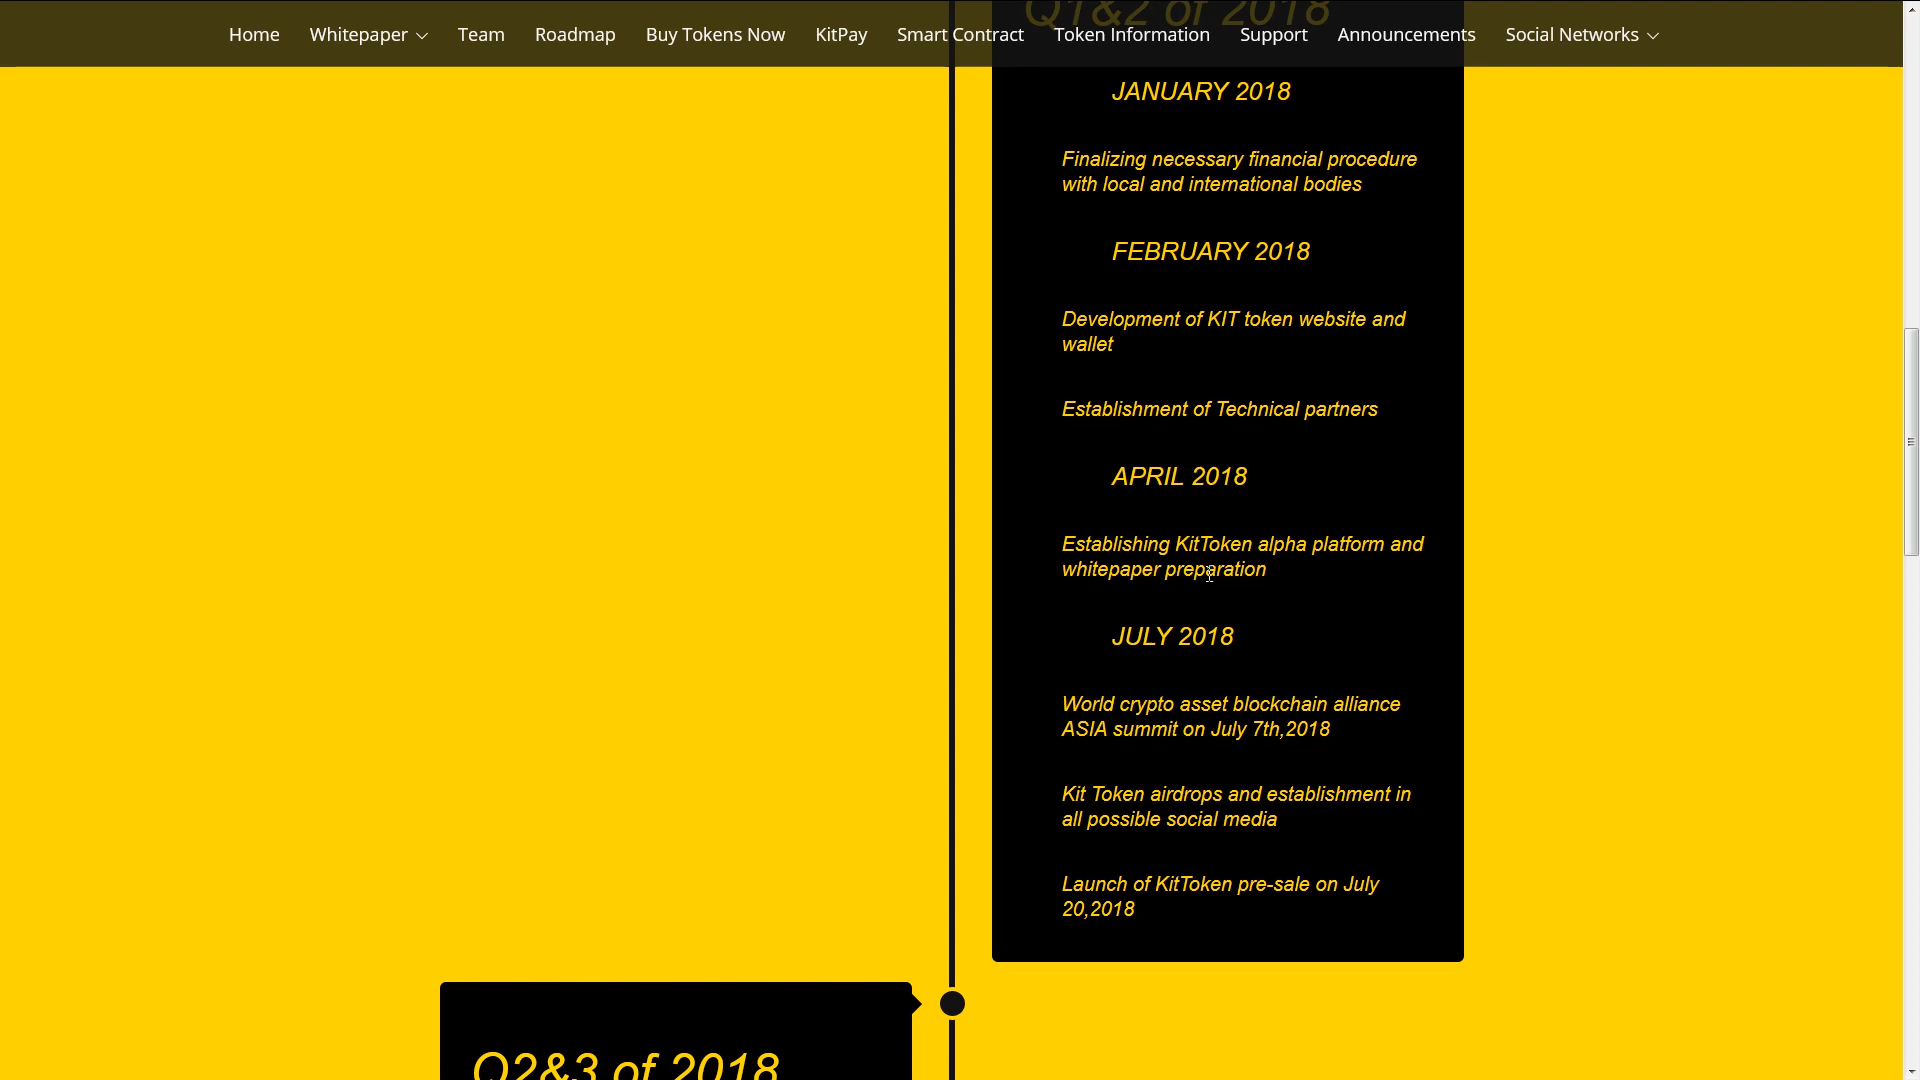 Q1&2 of 2018
Home Whitepaper Team Roadmap Buy Tokens Now KitPay Smart Contract Token Information Support Announcements Social Networks
JANUARY 2018
Finalizing necessary financial procedure
with local and international bodies
FEBRUARY 2018
Development of KIT token website and
wallet
Establishment of Technical partners
APRIL 2018
Establishing KitToken alpha platform and
whitepaper preparation
JULY 2018
World crypto asset blockchain alliance
ASIA summit on July 7th,2018
Kit Token airdrops and establishment in
all possible social media
Launch of KitToken pre-sale on July
20,2018
Q2&3 of 2018